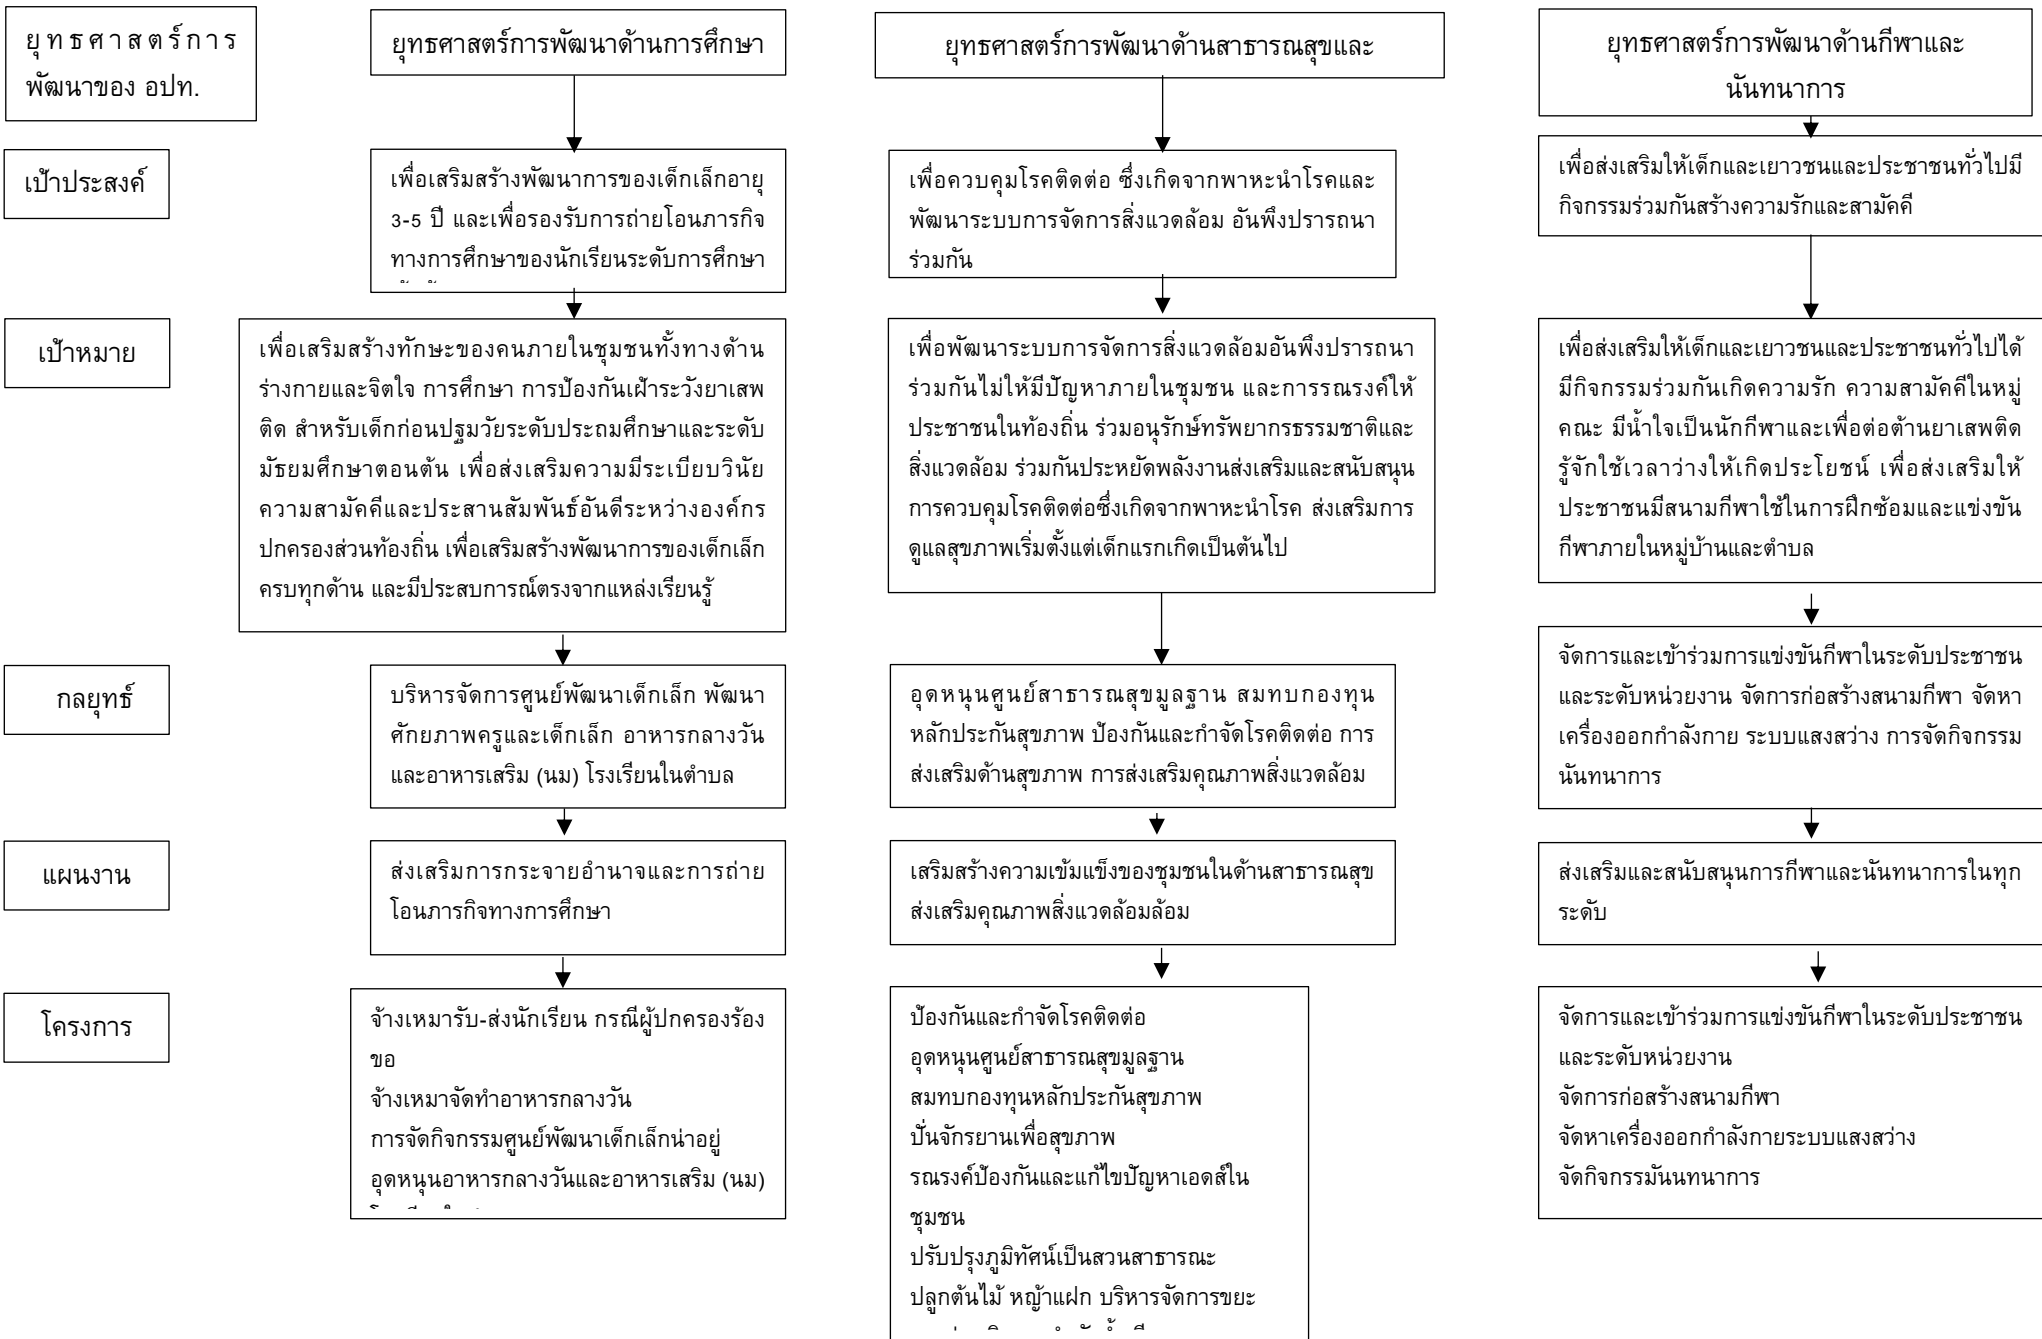 ยุทธศาสตร์การ
พัฒนาของ อปท.
ยุทธศาสตร์การพัฒนาด้านการศึกษา
ยุทธศาสตร์การพัฒนาด้านสาธารณสุขและ
ยุทธศาสตร์การพัฒนาด้านกีฬาและ
นันทนาการ
เป้าประสงค์
เพื่อเสริมสร้างพัฒนาการของเด็กเล็กอายุ
3-5 ปี และเพื่อรองรับการถ่ายโอนภารกิจ
ทางการศึกษาของนักเรียนระดับการศึกษา
เพื่อควบคุมโรคติดต่อ ซึ่งเกิดจากพาหะนำโรคและ
พัฒนาระบบการจัดการสิ่งแวดล้อม อันพึงปรารถนา
ร่วมกัน
เพื่อส่งเสริมให้เด็กและเยาวชนและประชาชนทั่วไปมี
กิจกรรมร่วมกันสร้างความรักและสามัคคี
เป้าหมาย
เพื่อเสริมสร้างทักษะของคนภายในชุมชนทั้งทางด้าน
ร่างกายและจิตใจ การศึกษา การป้องกันเฝ้าระวังยาเสพ
ติด สำหรับเด็กก่อนปฐมวัยระดับประถมศึกษาและระดับ
มัธยมศึกษาตอนต้น เพื่อส่งเสริมความมีระเบียบวินัย
ความสามัคคีและประสานสัมพันธ์อันดีระหว่างองค์กร
ปกครองส่วนท้องถิ่น เพื่อเสริมสร้างพัฒนาการของเด็กเล็ก
ครบทุกด้าน และมีประสบการณ์ตรงจากแหล่งเรียนรู้
เพื่อพัฒนาระบบการจัดการสิ่งแวดล้อมอันพึงปรารถนา
ร่วมกันไม่ให้มีปัญหาภายในชุมชน และการรณรงค์ให้
ประชาชนในท้องถิ่น ร่วมอนุรักษ์ทรัพยากรธรรมชาติและ
สิ่งแวดล้อม ร่วมกันประหยัดพลังงานส่งเสริมและสนับสนุน
การควบคุมโรคติดต่อซึ่งเกิดจากพาหะนำโรค ส่งเสริมการ
ดูแลสุขภาพเริ่มตั้งแต่เด็กแรกเกิดเป็นต้นไป
เพื่อส่งเสริมให้เด็กและเยาวชนและประชาชนทั่วไปได้
มีกิจกรรมร่วมกันเกิดความรัก ความสามัคคีในหมู่
คณะ มีน้ำใจเป็นนักกีฬาและเพื่อต่อต้านยาเสพติด
รู้จักใช้เวลาว่างให้เกิดประโยชน์ เพื่อส่งเสริมให้
ประชาชนมีสนามกีฬาใช้ในการฝึกซ้อมและแข่งขัน
กีฬาภายในหมู่บ้านและตำบล
กลยุทธ์
บริหารจัดการศูนย์พัฒนาเด็กเล็ก พัฒนา
ศักยภาพครูและเด็กเล็ก อาหารกลางวัน
และอาหารเสริม (นม) โรงเรียนในตำบล
อุดหนุนศูนย์สาธารณสุขมูลฐาน สมทบกองทุน
หลักประกันสุขภาพ ป้องกันและกำจัดโรคติดต่อ การ
ส่งเสริมด้านสุขภาพ การส่งเสริมคุณภาพสิ่งแวดล้อม
จัดการและเข้าร่วมการแข่งขันกีฬาในระดับประชาชน
และระดับหน่วยงาน จัดการก่อสร้างสนามกีฬา จัดหา
เครื่องออกกำลังกาย ระบบแสงสว่าง การจัดกิจกรรม
นันทนาการ
แผนงาน
ส่งเสริมการกระจายอำนาจและการถ่าย
โอนภารกิจทางการศึกษา
เสริมสร้างความเข้มแข็งของชุมชนในด้านสาธารณสุข
ส่งเสริมคุณภาพสิ่งแวดล้อมล้อม
ส่งเสริมและสนับสนุนการกีฬาและนันทนาการในทุก
ระดับ
โครงการ
จ้างเหมารับ-ส่งนักเรียน กรณีผู้ปกครองร้อง
ขอ
จ้างเหมาจัดทำอาหารกลางวัน
การจัดกิจกรรมศูนย์พัฒนาเด็กเล็กน่าอยู่
อุดหนุนอาหารกลางวันและอาหารเสริม (นม)
ป้องกันและกำจัดโรคติดต่อ
อุดหนุนศูนย์สาธารณสุขมูลฐาน
สมทบกองทุนหลักประกันสุขภาพ
ปั่นจักรยานเพื่อสุขภาพ
รณรงค์ป้องกันและแก้ไขปัญหาเอดส์ใน
ชุมชน
ปรับปรุงภูมิทัศน์เป็นสวนสาธารณะ
ปลูกต้นไม้ หญ้าแฝก บริหารจัดการขยะ
จัดการและเข้าร่วมการแข่งขันกีฬาในระดับประชาชน
และระดับหน่วยงาน
จัดการก่อสร้างสนามกีฬา
จัดหาเครื่องออกกำลังกายระบบแสงสว่าง
จัดกิจกรรมันนทนาการ